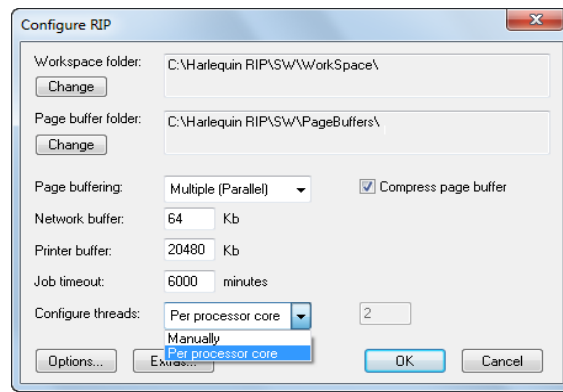 Configure RIP
Workspace folder: C:\Harlequin RIP\SW\WorkSpace\
Change
Page buffer folder: C:\Harlequin RIP\SW\PageBuffers\
Change
Page buffering: Multiple (Parallel) Compress page buffer
Network buffer: 64 Kb
Printer buffer: 20480 Kb
Job timeout: 6000 minutes
Configure threads: Per processor core 2
Manually
Per processor core
Options... OK Cancel